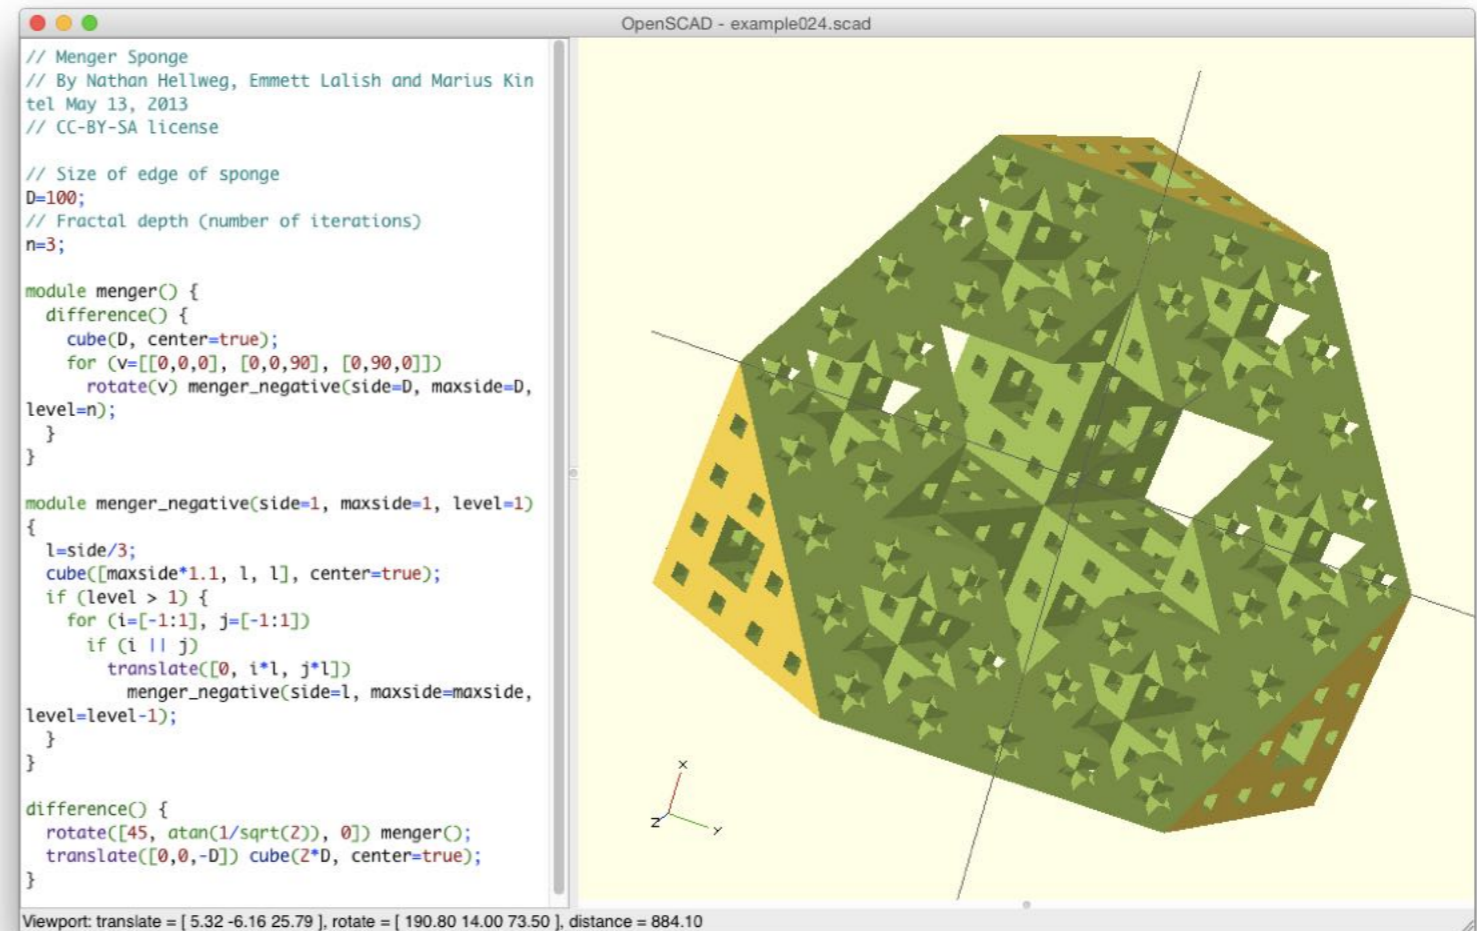 OpenSCAD - example024.scad
// Menger Sponge
// By Nathan Hellweg, Emmett Lalish and Marius Kin
tel May 13, 2013
// CC-BY-SA license
// Size of edge of sponge
D=100;
// Fractal depth (number of iterations)
n=3;
module menger() {
  difference() {
    cube(D, center=true);
    for (v=[[0,0,0], [0,0,90], [0,90,0]])
      rotate(v) menger_negative(side=D, maxside=D,
level=n);
  }
}
module menger_negative(side=1, maxside=1, level=1)
{
  l=side/3;
  cube([maxside*1.1, l, l], center=true);
  if (level > 1) {
    for (i=[-1:1], j=[-1:1])
      if (i || j)
        translate([0, i*l, j*l])
          menger_negative(side=l, maxside=maxside,
level=level-1);
  }
}
difference() {
  rotate([45, atan(1/sqrt(2)), 0]) menger();
  translate([0,0,-D]) cube(2*D, center=true);
}
x
z
y
Viewport: translate = [ 5.32 -6.16 25.79 ], rotate = [ 190.80 14.00 73.50 ], distance = 884.10